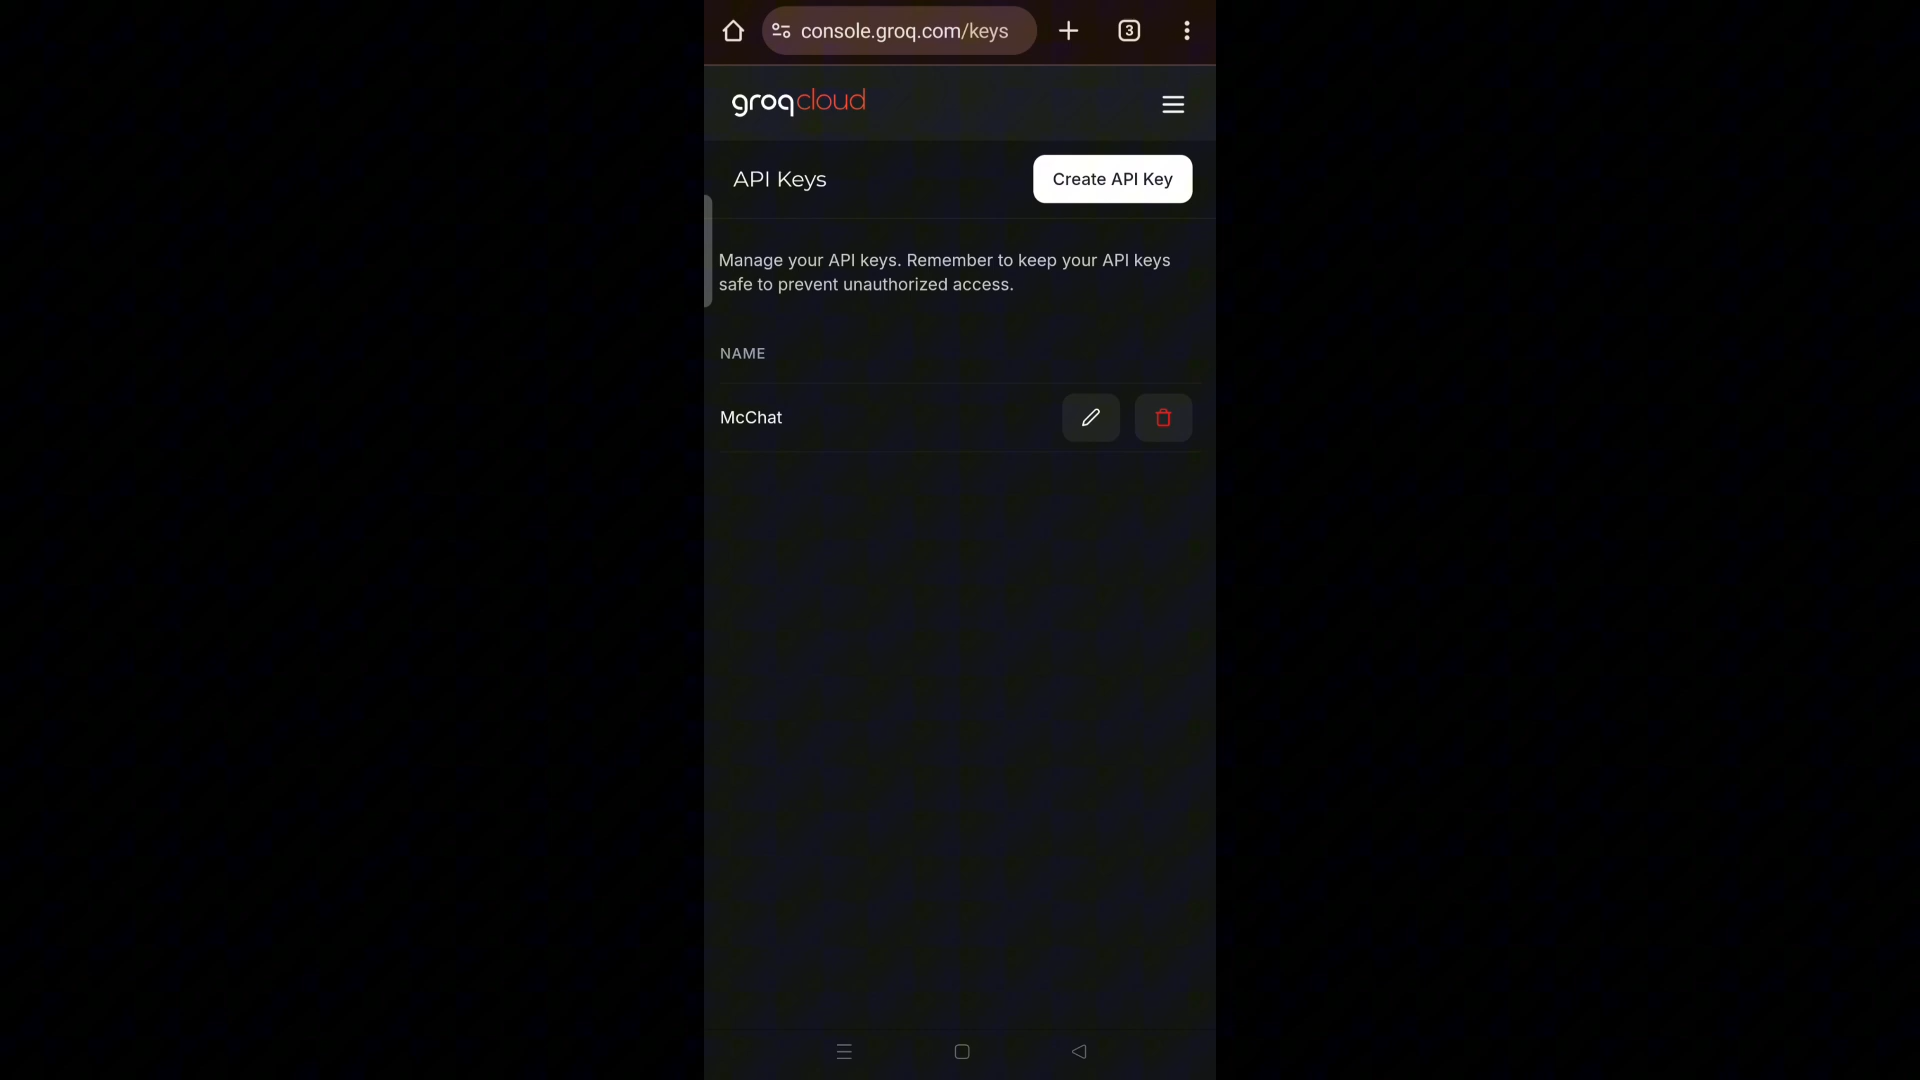 console.groq.com/keys
3
groqcloud
API Keys
Create API Key
Manage your API keys. Remember to keep your API keys
safe to prevent unauthorized access.
NAME
McChat